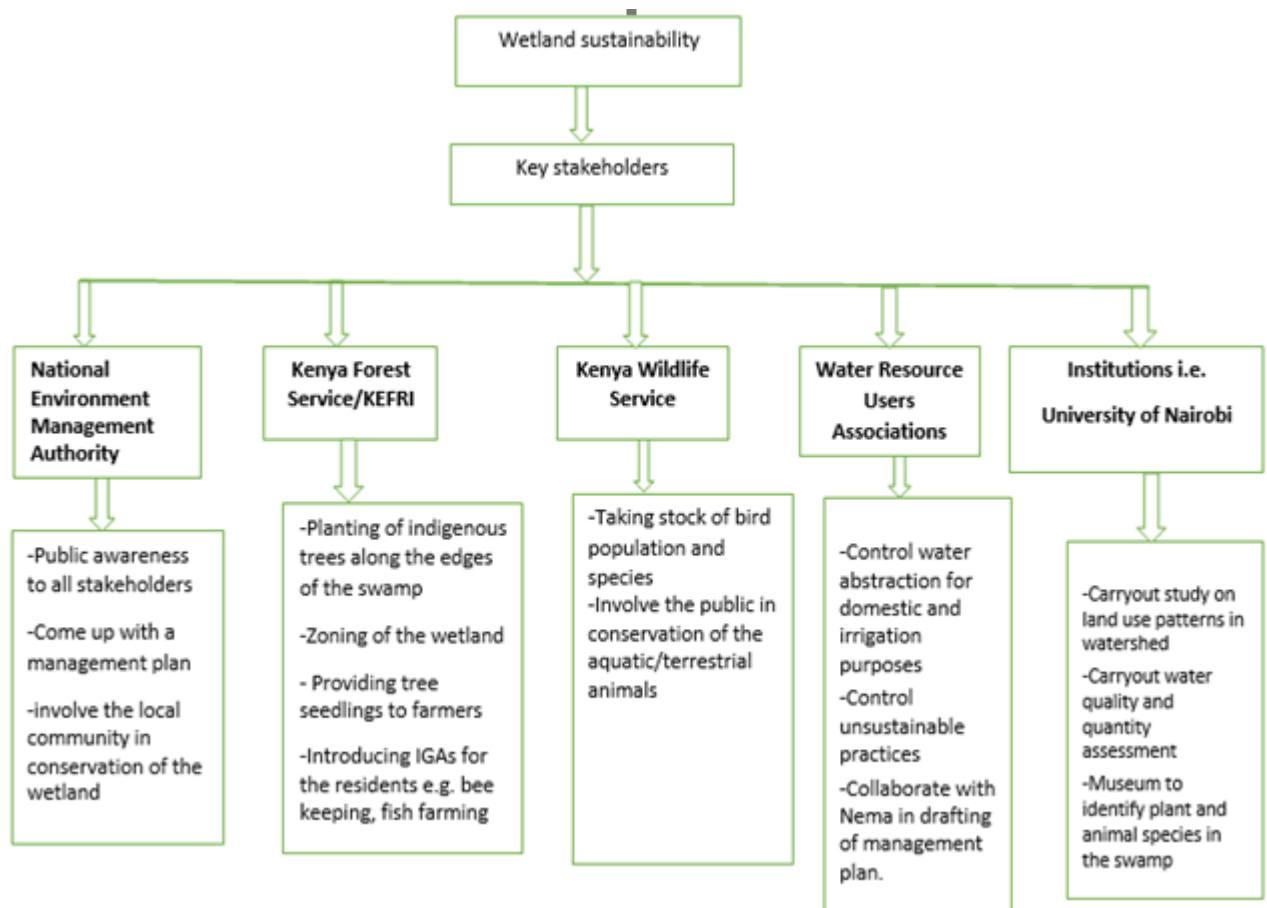 Wetland sustainability
Key stakeholders
National
Environment
Management
Authority
Kenya Forest
Service/KEFRI
Kenya Wildlife
Service
Water Resource
Users
Associations
Institutions i.e.
University of Nairobi
-Public awareness
to all stakeholders
-Come up with a
management plan
-involve the local
community in
conservation of the
wetland
-Planting of indigenous
trees along the edges
of the swamp
-Zoning of the wetland
- Providing tree
seedlings to farmers
-Introducing IGAs for
the residents e.g. bee
keeping, fish farming
-Taking stock of bird
population and
species
-Involve the public in
conservation of the
aquatic/terrestrial
animals
-Control water
abstraction for
domestic and
irrigation
purposes
-Control
unsustainable
practices
-Collaborate with
Nema in drafting
of management
plan.
-Carryout study on
land use patterns in
watershed
-Carryout water
quality and
quantity
assessment
-Museum to
identify plant and
animal species in
the swamp